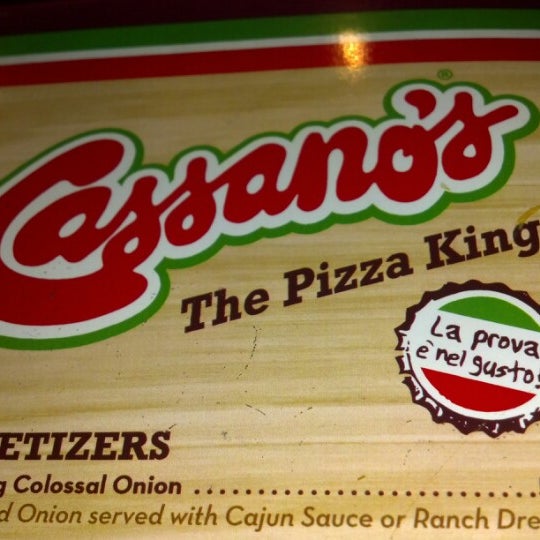 Cassano's®
The Pizza King
La prova
è nel gusto!
ETIZERS
g Colossal Onion ....................
d Onion served with Cajun Sauce or Ranch Dre